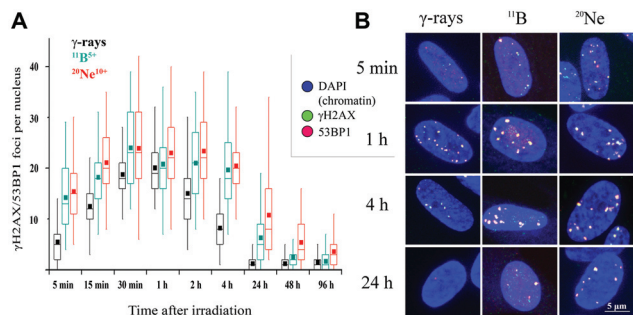 A
B
γ-rays
¹¹B⁵⁺
²⁰Ne¹⁰⁺
γH2AX/53BP1 foci per nucleus
40
30
20
10
5 min
15 min
30 min
1 h
2 h
4 h
24 h
48 h
96 h
Time after irradiation
DAPI
(chromatin)
γH2AX
53BP1
γ-rays ¹¹B ²⁰Ne
5 min
1 h
4 h
24 h
5 μm